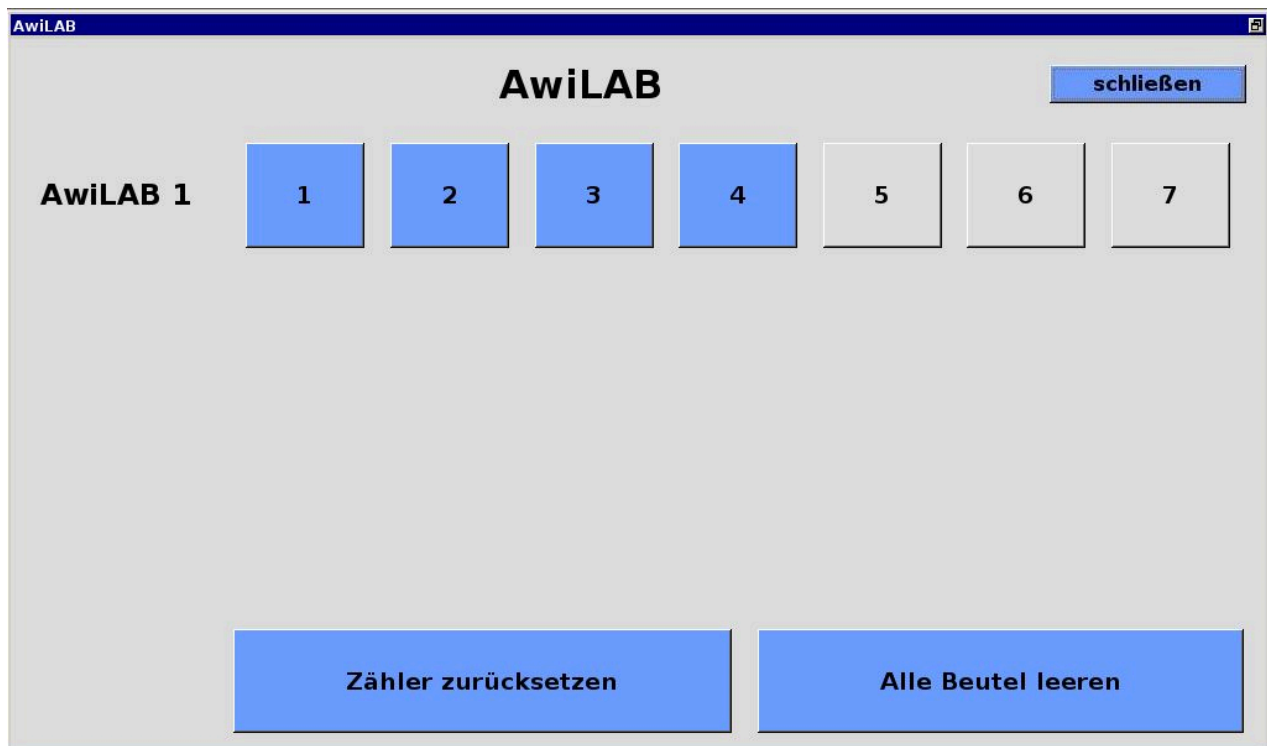 AwiLAB
AwiLAB
schließen
AwiLAB 1
1
2
3
4
5
6
7
Zähler zurücksetzen
Alle Beutel leeren